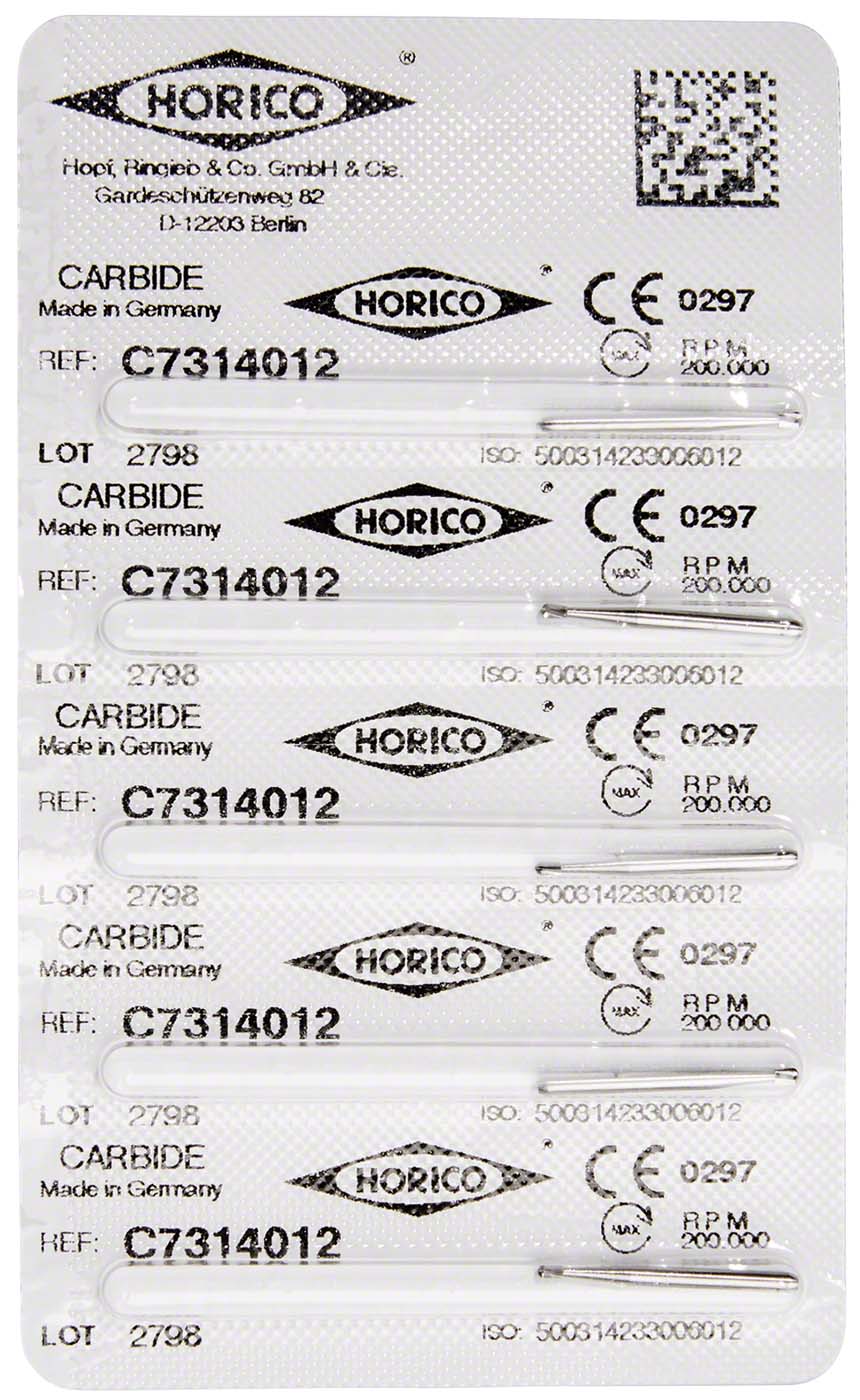 HORICO ®
Hopf, Ringleb & Co. GmbH & Cie.
Gardeschützenweg 82
D-12203 Berlin
CARBIDE HORICO ® CE 0297
Made in Germany
REF: C7314012 MAX RPM
200.000
LOT 2798 ISO: 500314233006012
CARBIDE HORICO ® CE 0297
Made in Germany
REF: C7314012 MAX RPM
200.000
LOT 2798 ISO: 500314233006012
CARBIDE HORICO ® CE 0297
Made in Germany
REF: C7314012 MAX RPM
200.000
LOT 2798 ISO: 500314233006012
CARBIDE HORICO ® CE 0297
Made in Germany
REF: C7314012 MAX RPM
200.000
LOT 2798 ISO: 500314233006012
CARBIDE HORICO ® CE 0297
Made in Germany
REF: C7314012 MAX RPM
200.000
LOT 2798 ISO: 500314233006012